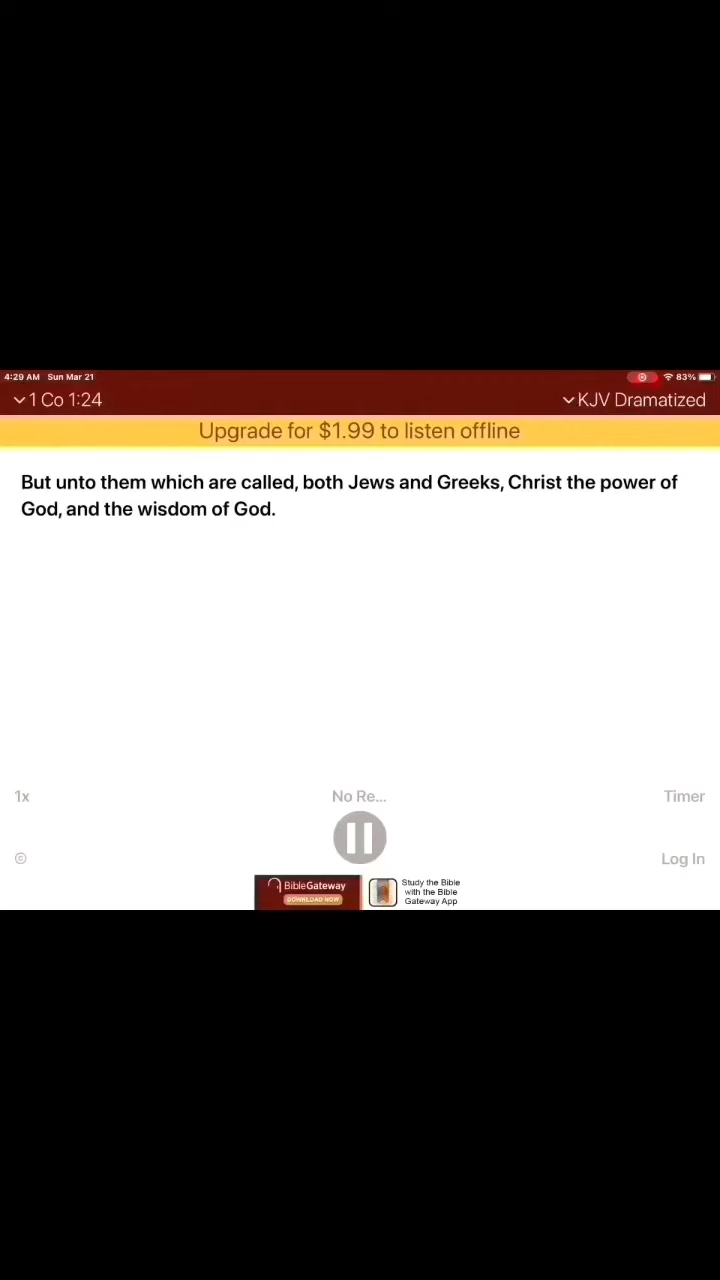 4:29 AM Sun Mar 21
83%
1 Co 1:24
KJV Dramatized
Upgrade for $1.99 to listen offline
But unto them which are called, both Jews and Greeks, Christ the power of
God, and the wisdom of God.
1x
No Re...
Timer
©
Log In
BibleGateway
DOWNLOAD NOW
Study the Bible
with the Bible
Gateway App